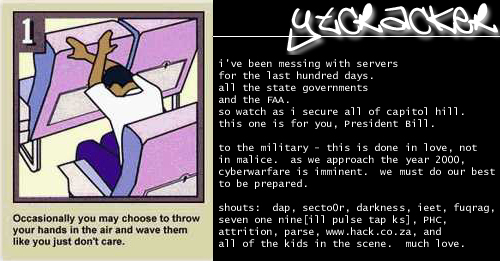 1
Occasionally you may choose to throw
your hands in the air and wave them
like you just don't care.
ytcracker
i've been messing with servers
for the last hundred days.
all the state governments
and the FAA.
so watch as i secure all of capitol hill.
this one is for you, President Bill.
to the military - this is done in love, not
in malice.  as we approach the year 2000,
cyberwarfare is imminent.  we must do our best
to be prepared.
shouts:  dap, sect0r, darkness, ieet, fuqrag,
seven one nine[ill pulse tap ks], PHC,
attrition, parse, www.hack.co.za, and
all of the kids in the scene.  much love.